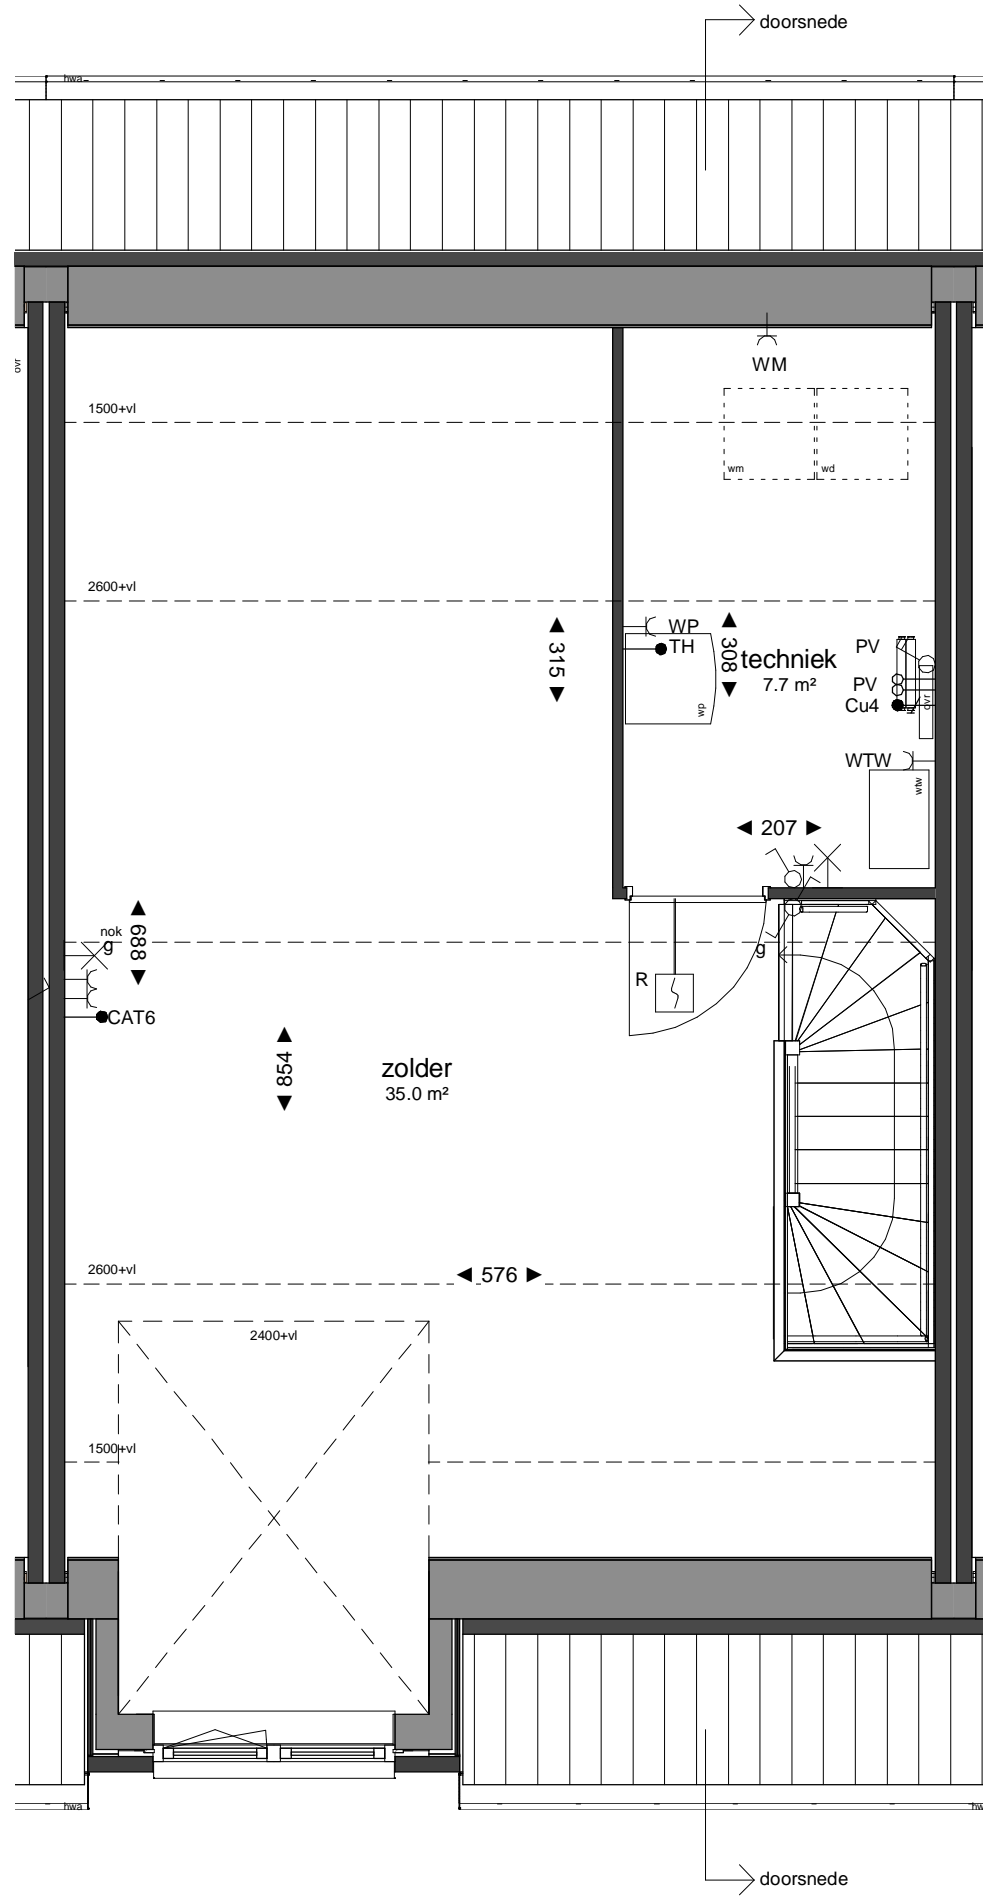 doorsnede
hwa
ovr
WM
1500+vl
wm
wd
2600+vl
315
WP
TH
308
techniek
7.7 m²
PV
PV
Cu4
ovr
wp
WTW
wtw
207
nok
g
688
g
R
CAT6
854
zolder
35.0 m²
2600+vl
576
2400+vl
1500+vl
hwa
hw
doorsnede